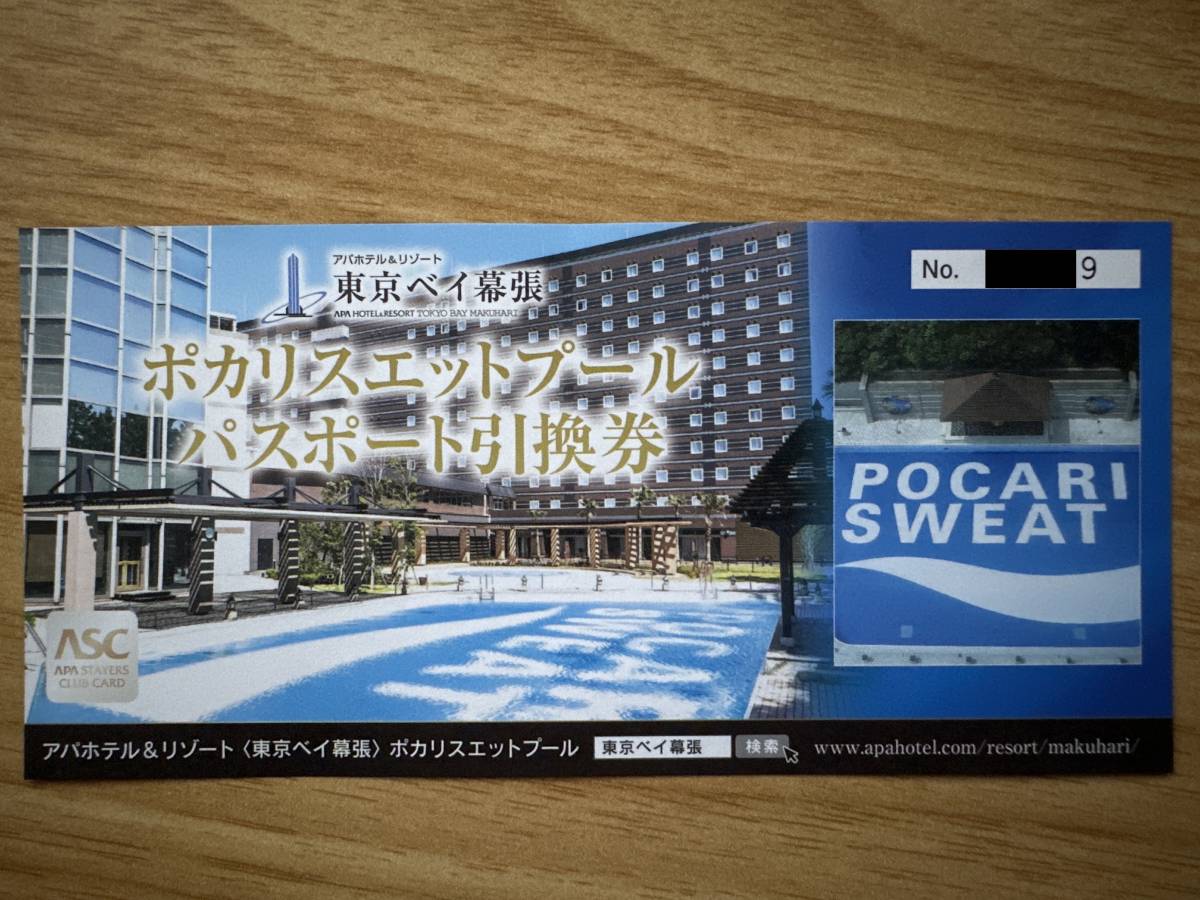 アパホテル&リゾート
東京ベイ幕張
APA HOTEL&RESORT TOKYO BAY MAKUHARI
ポカリスエットプール
パスポート引換券
No. 9
POCARI
SWEAT
ASC
APA STAYERS
CLUB CARD
アパホテル&リゾート〈東京ベイ幕張〉ポカリスエットプール 東京ベイ幕張 検索 www.apahotel.com/resort/makuhari/